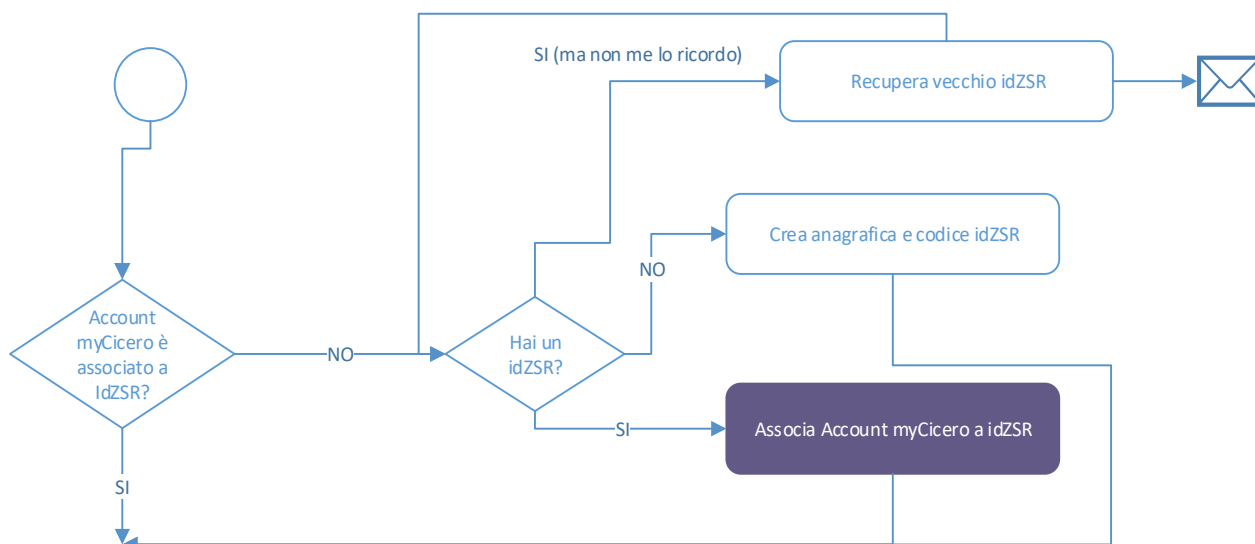 SI (ma non me lo ricordo)
Recupera vecchio idZSR
Crea anagrafica e codice idZSR
NO
Account
myCicero è
associato a
IdZSR?
NO
Hai un
idZSR?
SI
Associa Account myCicero a idZSR
SI